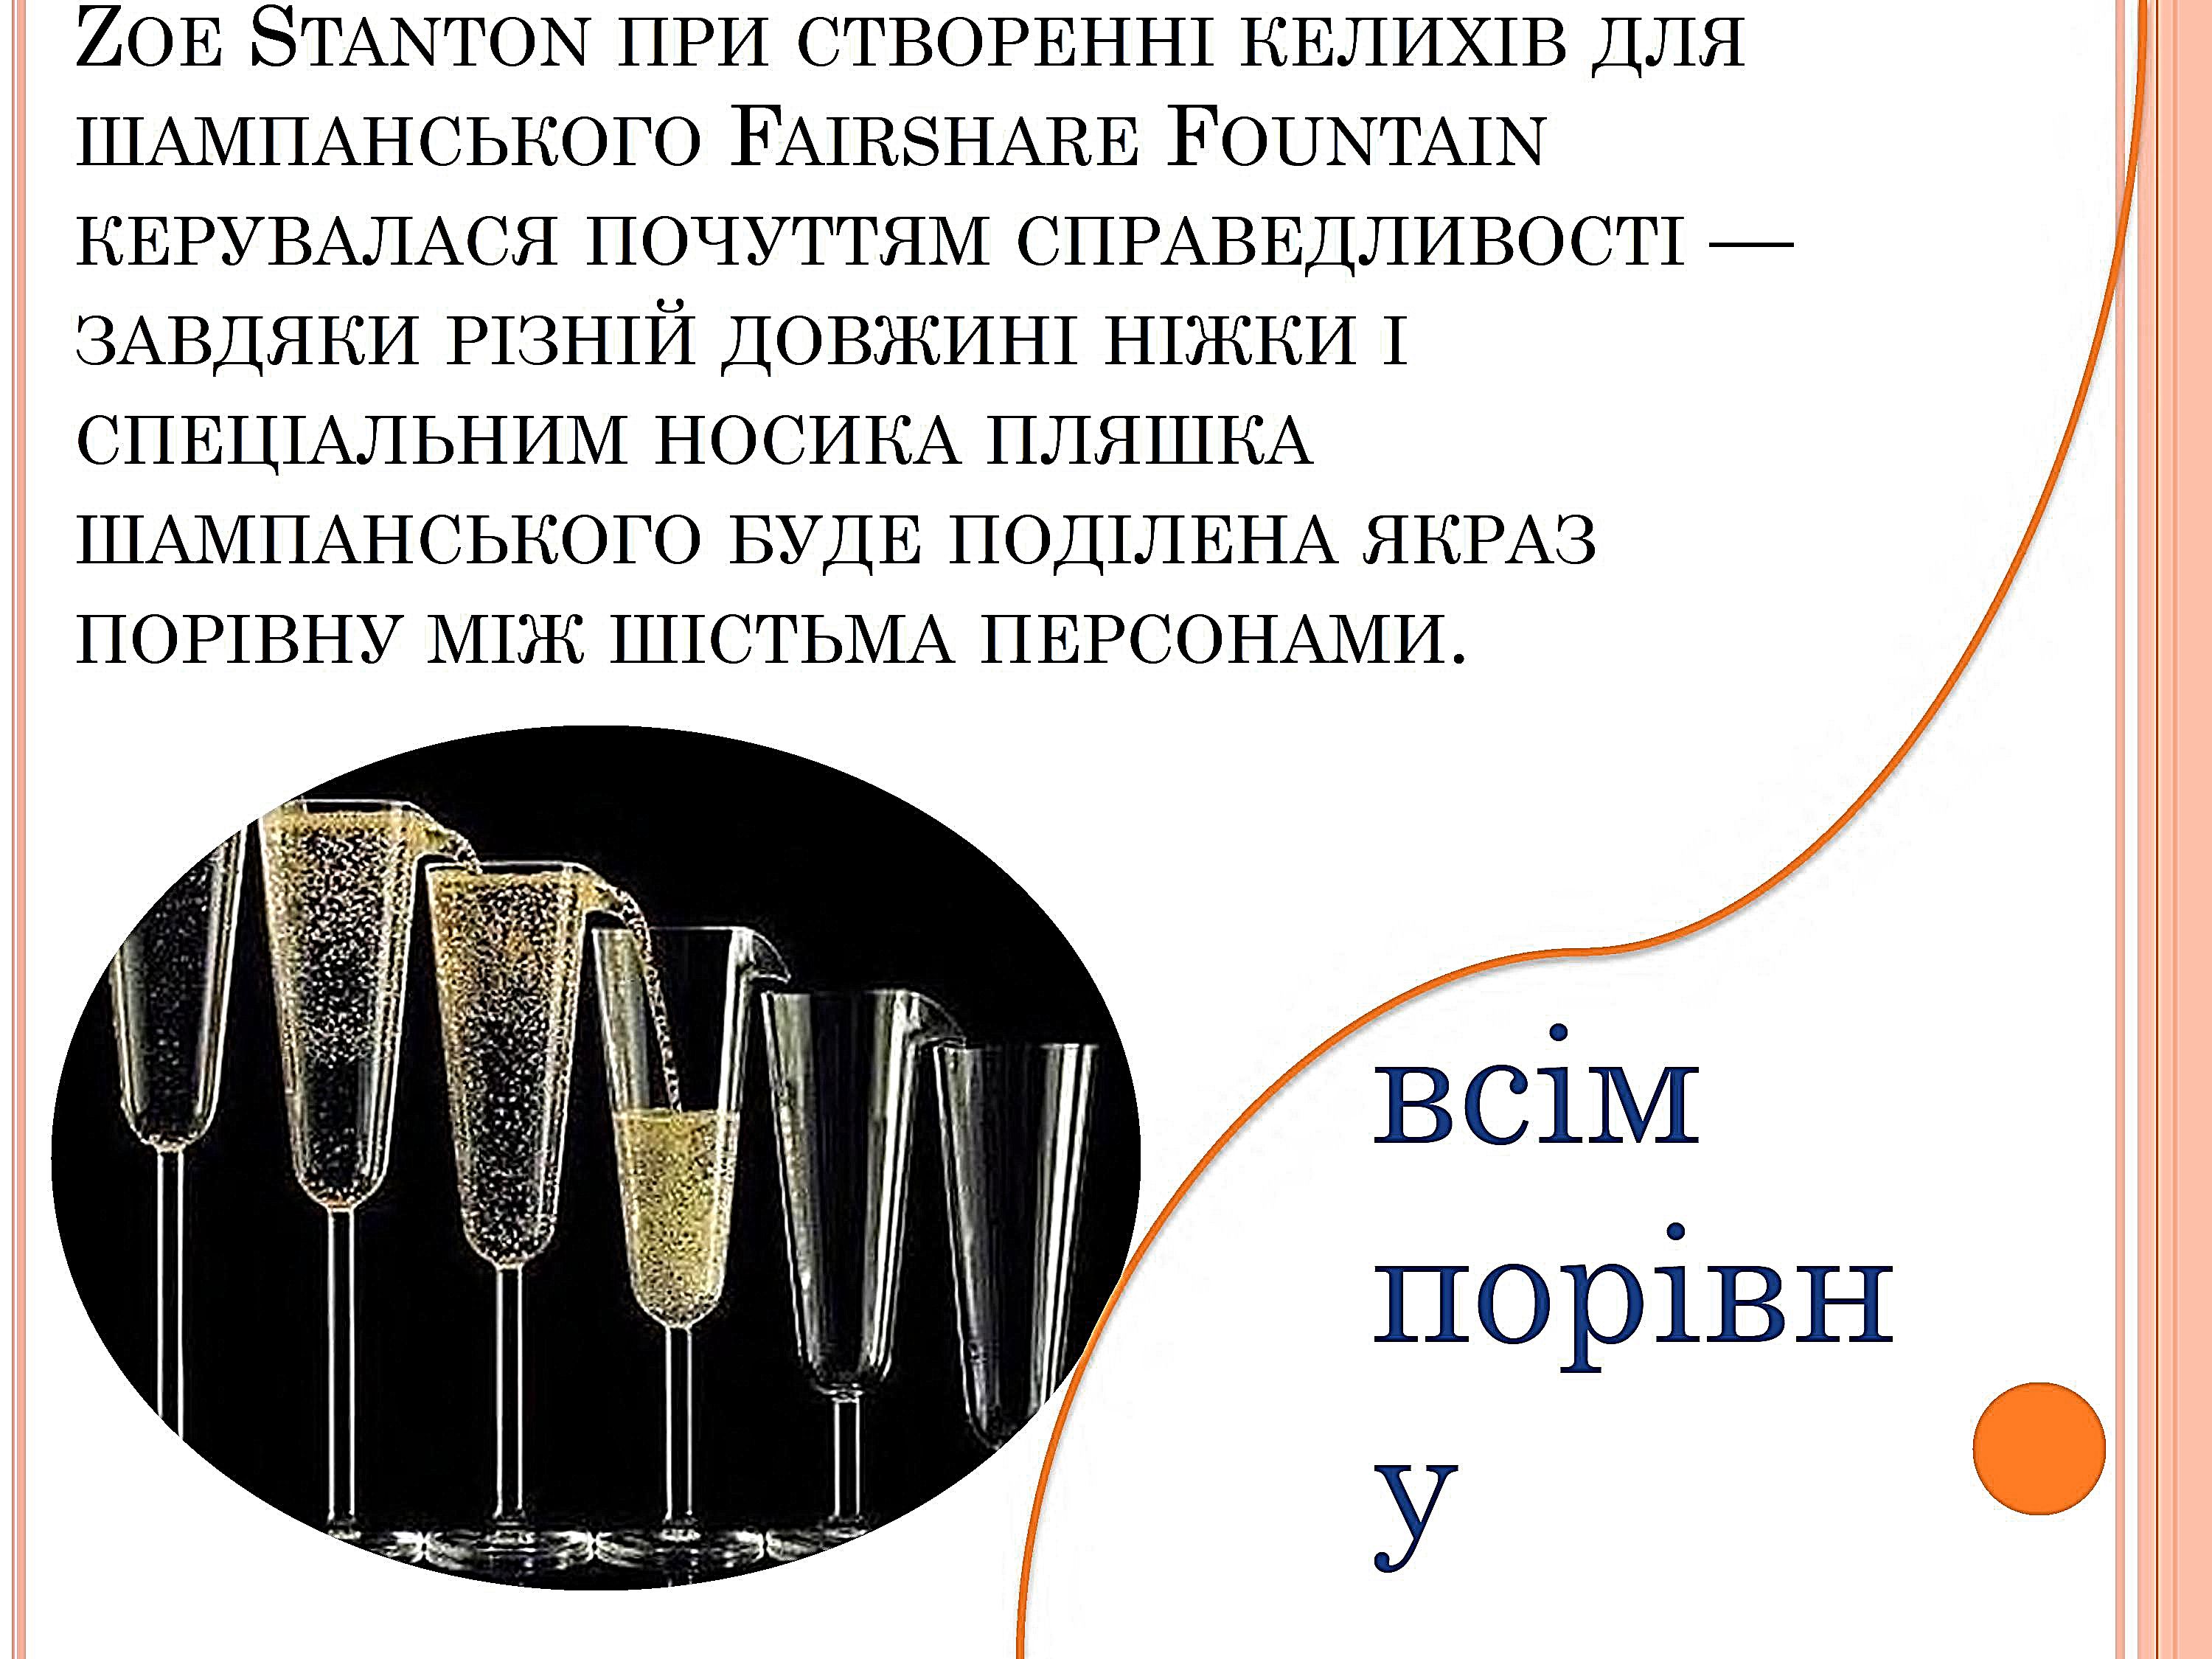 Zoe Stanton при створенні келихів для
шампанського Fairshare Fountain
керувалася почуттям справедливості —
завдяки різній довжині ніжки і
спеціальним носика пляшка
шампанського буде поділена якраз
порівну між шістьма персонами.
всім
порівн
у